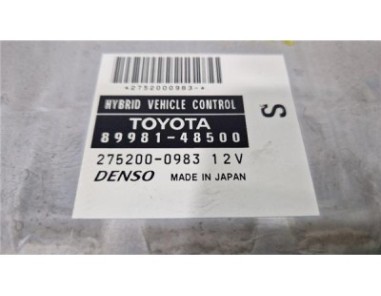 *2752000983-*
HYBRID VEHICLE CONTROL
S
TOYOTA
89981-48500
275200-0983 12V
DENSO MADE IN JAPAN